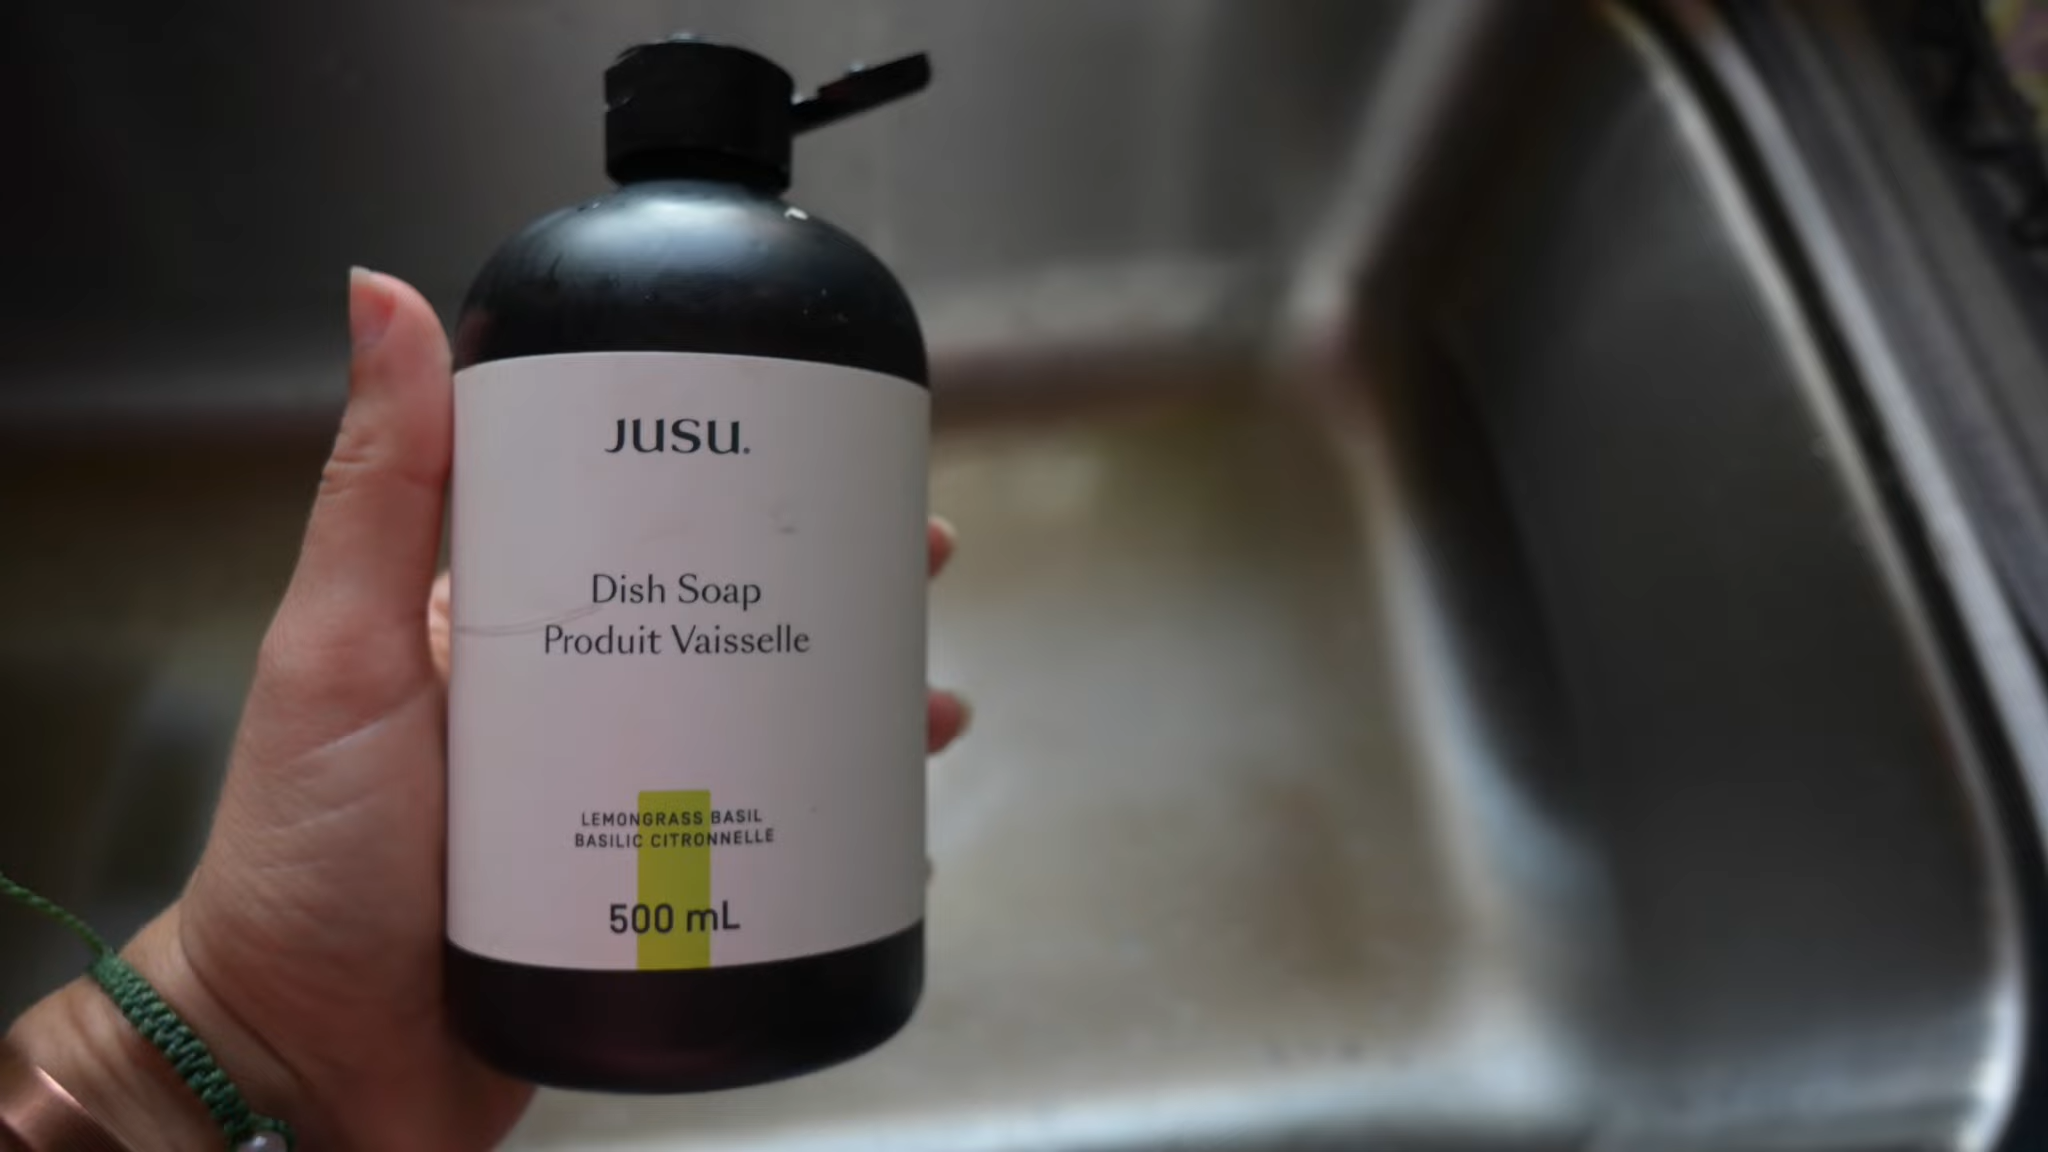 JUSU.
Dish Soap
Produit Vaisselle
LEMONGRASS BASIL
BASILIC CITRONNELLE
500 mL